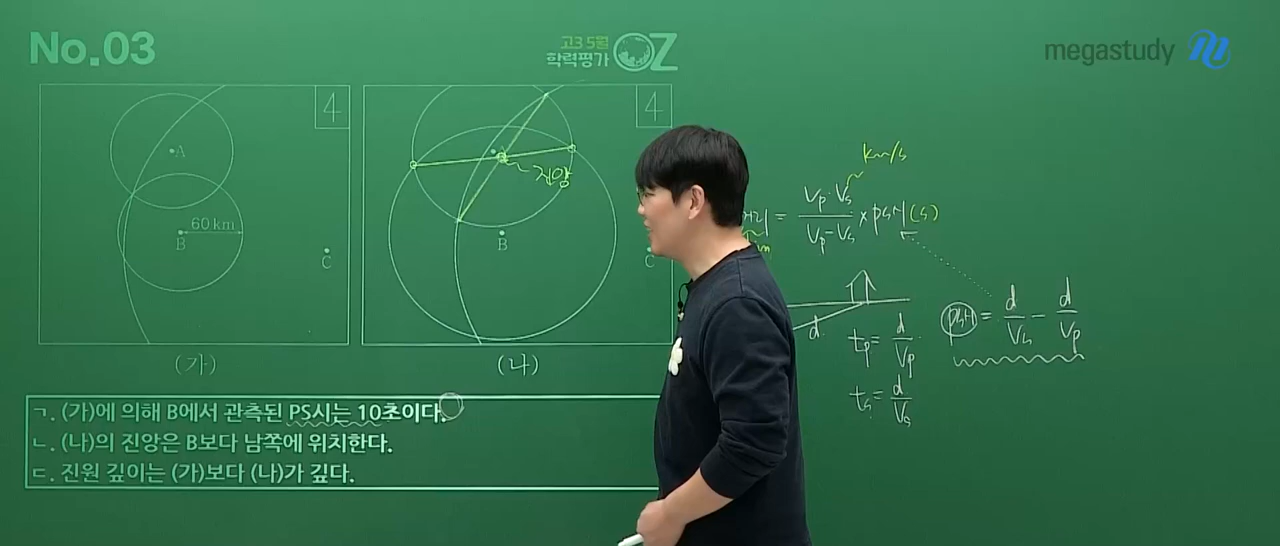 No.03
고3 5월
학력평가 OZ
megastudy
4
A
60 km
B
C
(가)
4
A
진앙
B
C
(나)
km/s
거리 = Vp·Vs / Vp-Vs × PS시(s)
km
d
tp = d/Vp
ts = d/Vs
PS시 = d/Vs - d/Vp
ㄱ. (가)에 의해 B에서 관측된 PS시는 10초이다.
ㄴ. (나)의 진앙은 B보다 남쪽에 위치한다.
ㄷ. 진원 깊이는 (가)보다 (나)가 깊다.